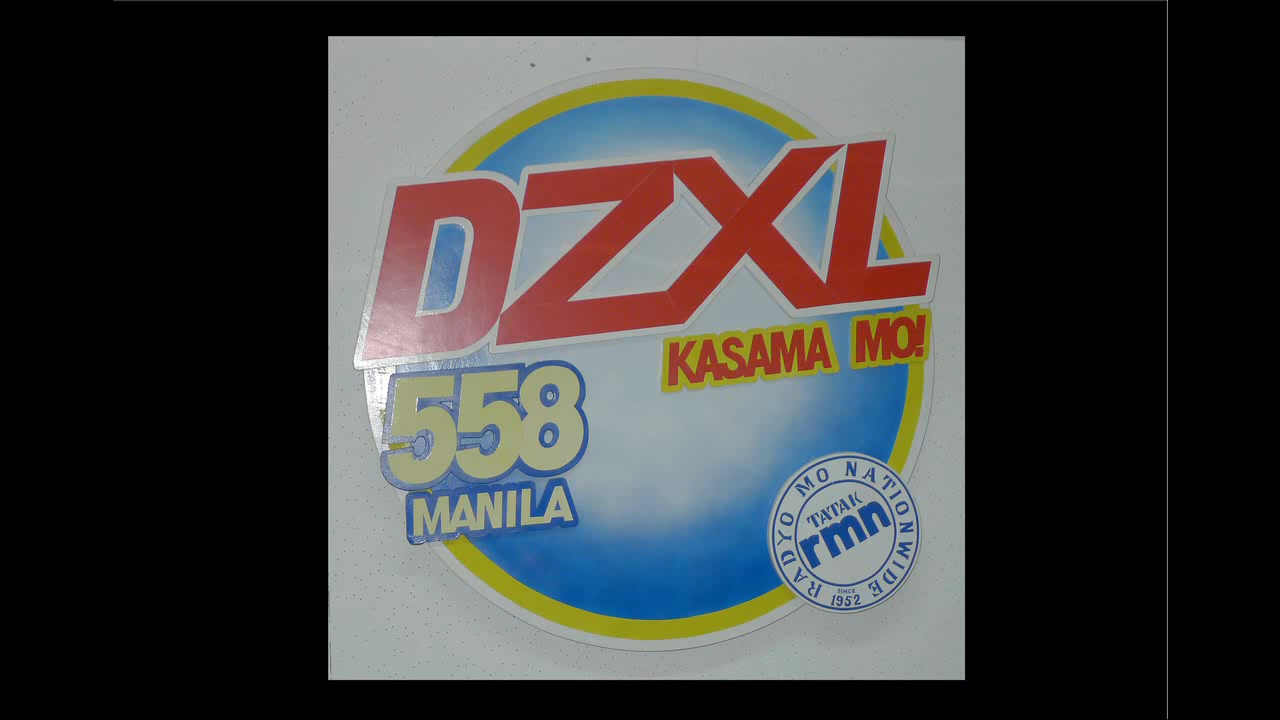 DZXL
KASAMA MO!
558
MANILA
RADYO MO NATIONWIDE
TATAK
rmn
SINCE
1952